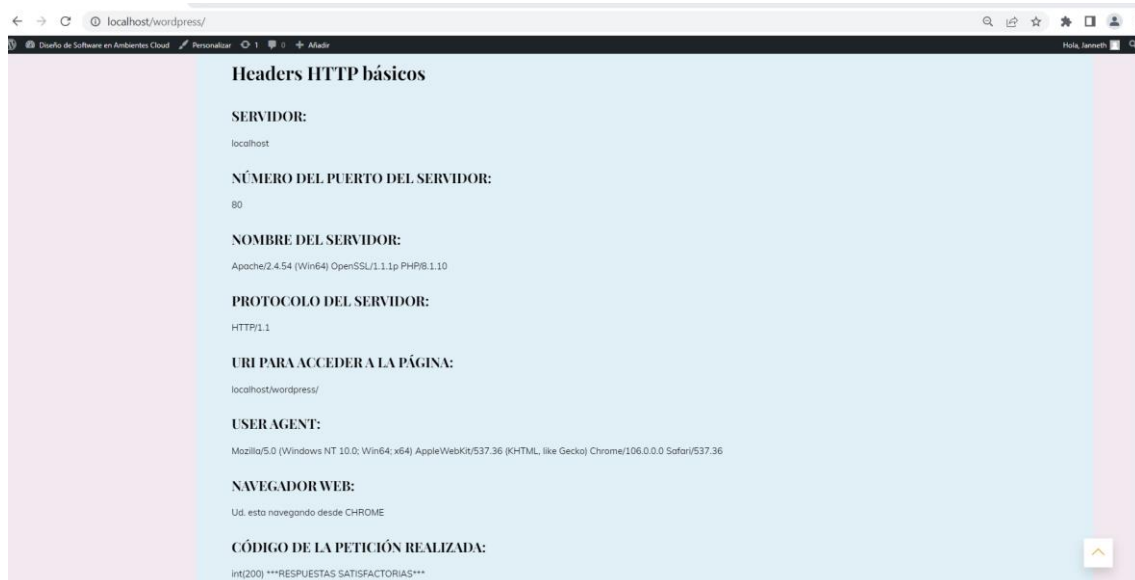 localhost/wordpress/
Diseño de Software en Ambientes Cloud Personalizar 1 0 + Añadir Hola, Janneth
Headers HTTP básicos
SERVIDOR:
localhost
NÚMERO DEL PUERTO DEL SERVIDOR:
80
NOMBRE DEL SERVIDOR:
Apache/2.4.54 (Win64) OpenSSL/1.1.1p PHP/8.1.10
PROTOCOLO DEL SERVIDOR:
HTTP/1.1
URI PARA ACCEDER A LA PÁGINA:
localhost/wordpress/
USER AGENT:
Mozilla/5.0 (Windows NT 10.0; Win64; x64) AppleWebKit/537.36 (KHTML, like Gecko) Chrome/106.0.0.0 Safari/537.36
NAVEGADOR WEB:
Ud. esta navegando desde CHROME
CÓDIGO DE LA PETICIÓN REALIZADA:
int(200) ***RESPUESTAS SATISFACTORIAS***